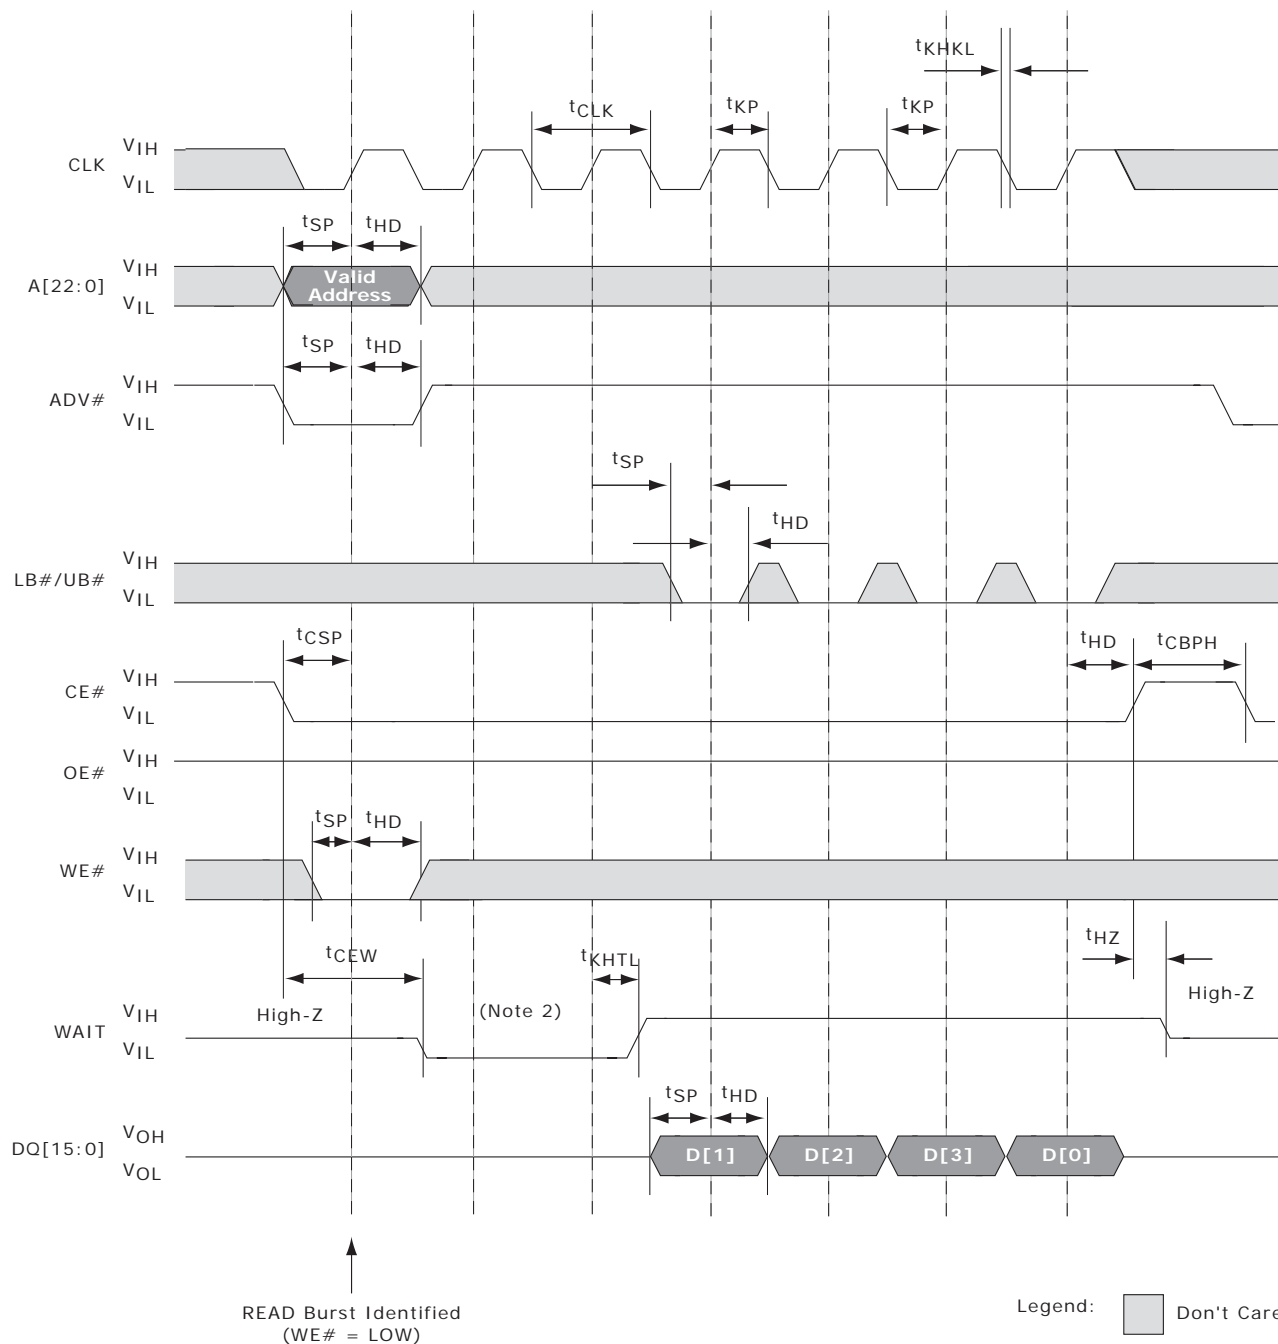 tKHKL
tCLK
tKP
tKP
CLK
VIH
VIL
tSP
tHD
A[22:0]
VIH
VIL
Valid
Address
tSP
tHD
ADV#
VIH
VIL
tSP
tHD
LB#/UB#
VIH
VIL
tCSP
tHD
tCBPH
CE#
VIH
VIL
OE#
VIH
VIL
tSP
tHD
WE#
VIH
VIL
tCEW
tKHTL
tHZ
WAIT
VIH
VIL
High-Z
(Note 2)
High-Z
tSP
tHD
DQ[15:0]
VOH
VOL
D[1]
D[2]
D[3]
D[0]
READ Burst Identified
(WE# = LOW)
Legend:
Don't Care